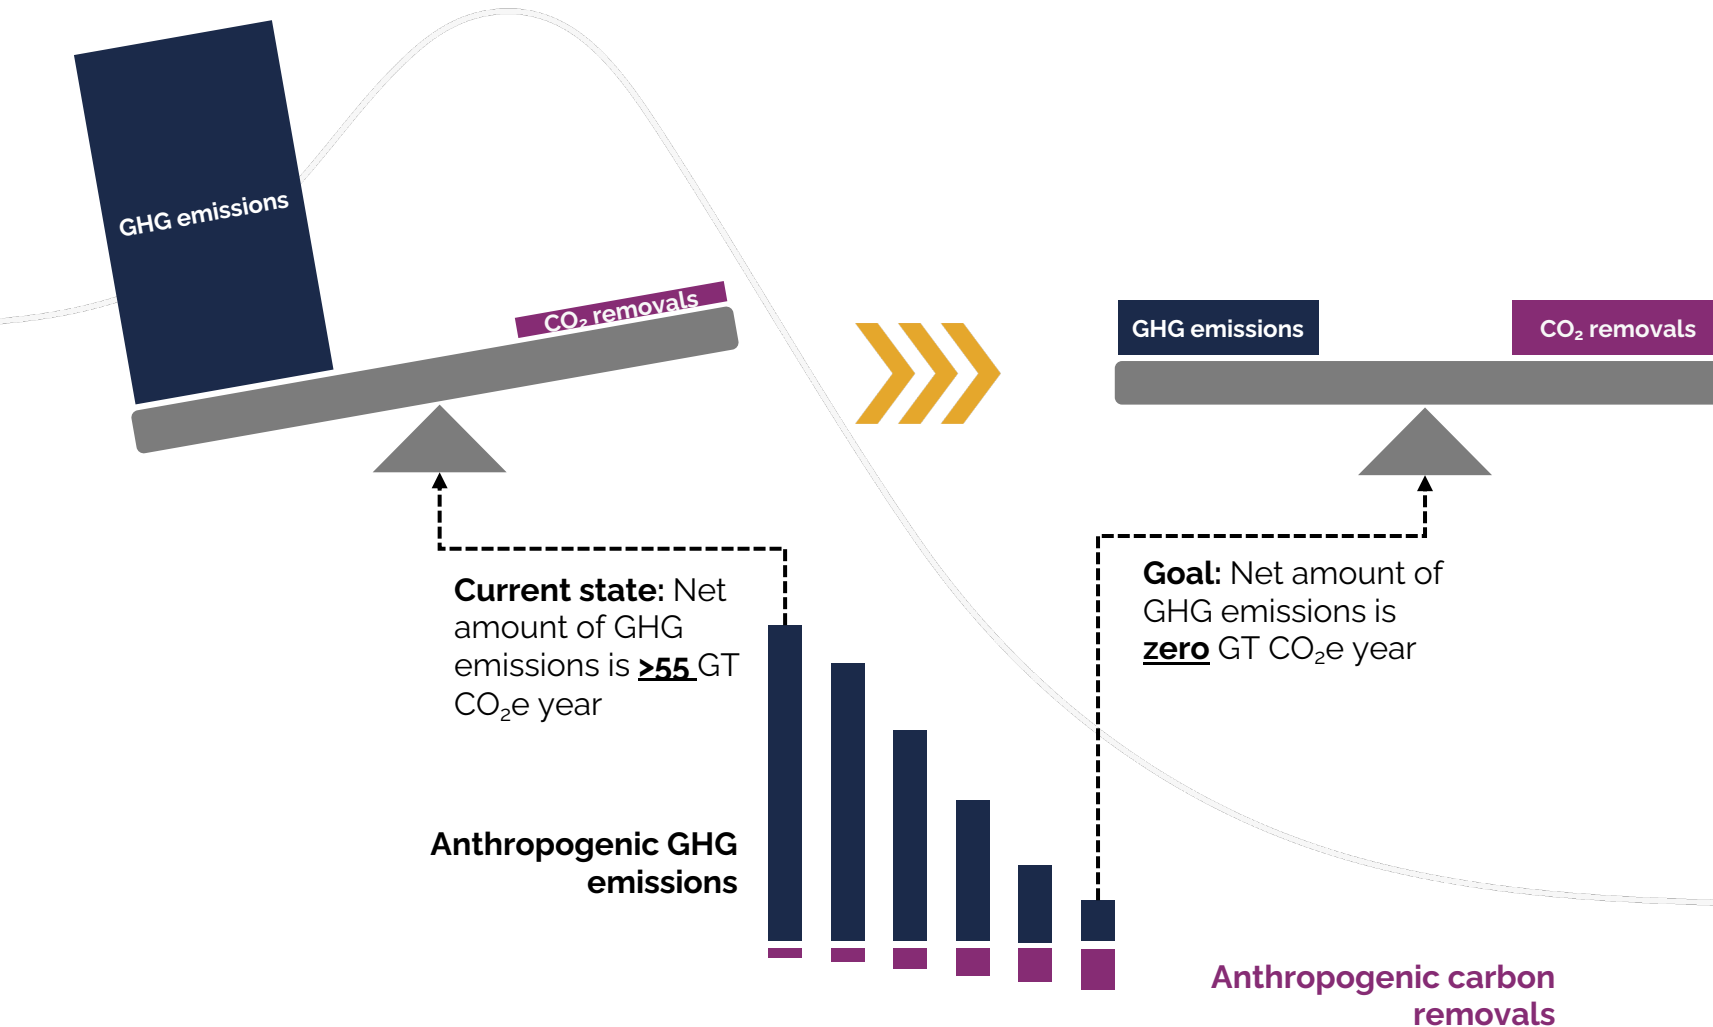 GHG emissions
CO₂ removals
GHG emissions
CO₂ removals
Current state: Net
amount of GHG
emissions is >55 GT
CO₂e year
Goal: Net amount of
GHG emissions is
zero GT CO₂e year
Anthropogenic GHG
emissions
Anthropogenic carbon
removals